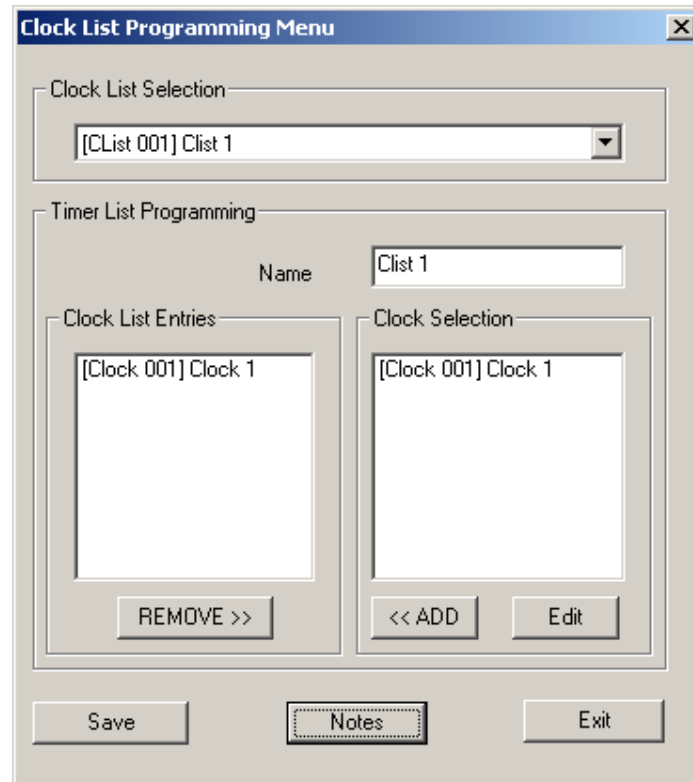 Clock List Programming Menu
Clock List Selection
[CList 001] Clist 1
Timer List Programming
Name
Clist 1
Clock List Entries
[Clock 001] Clock 1
REMOVE >>
Clock Selection
[Clock 001] Clock 1
<< ADD
Edit
Save
Notes
Exit